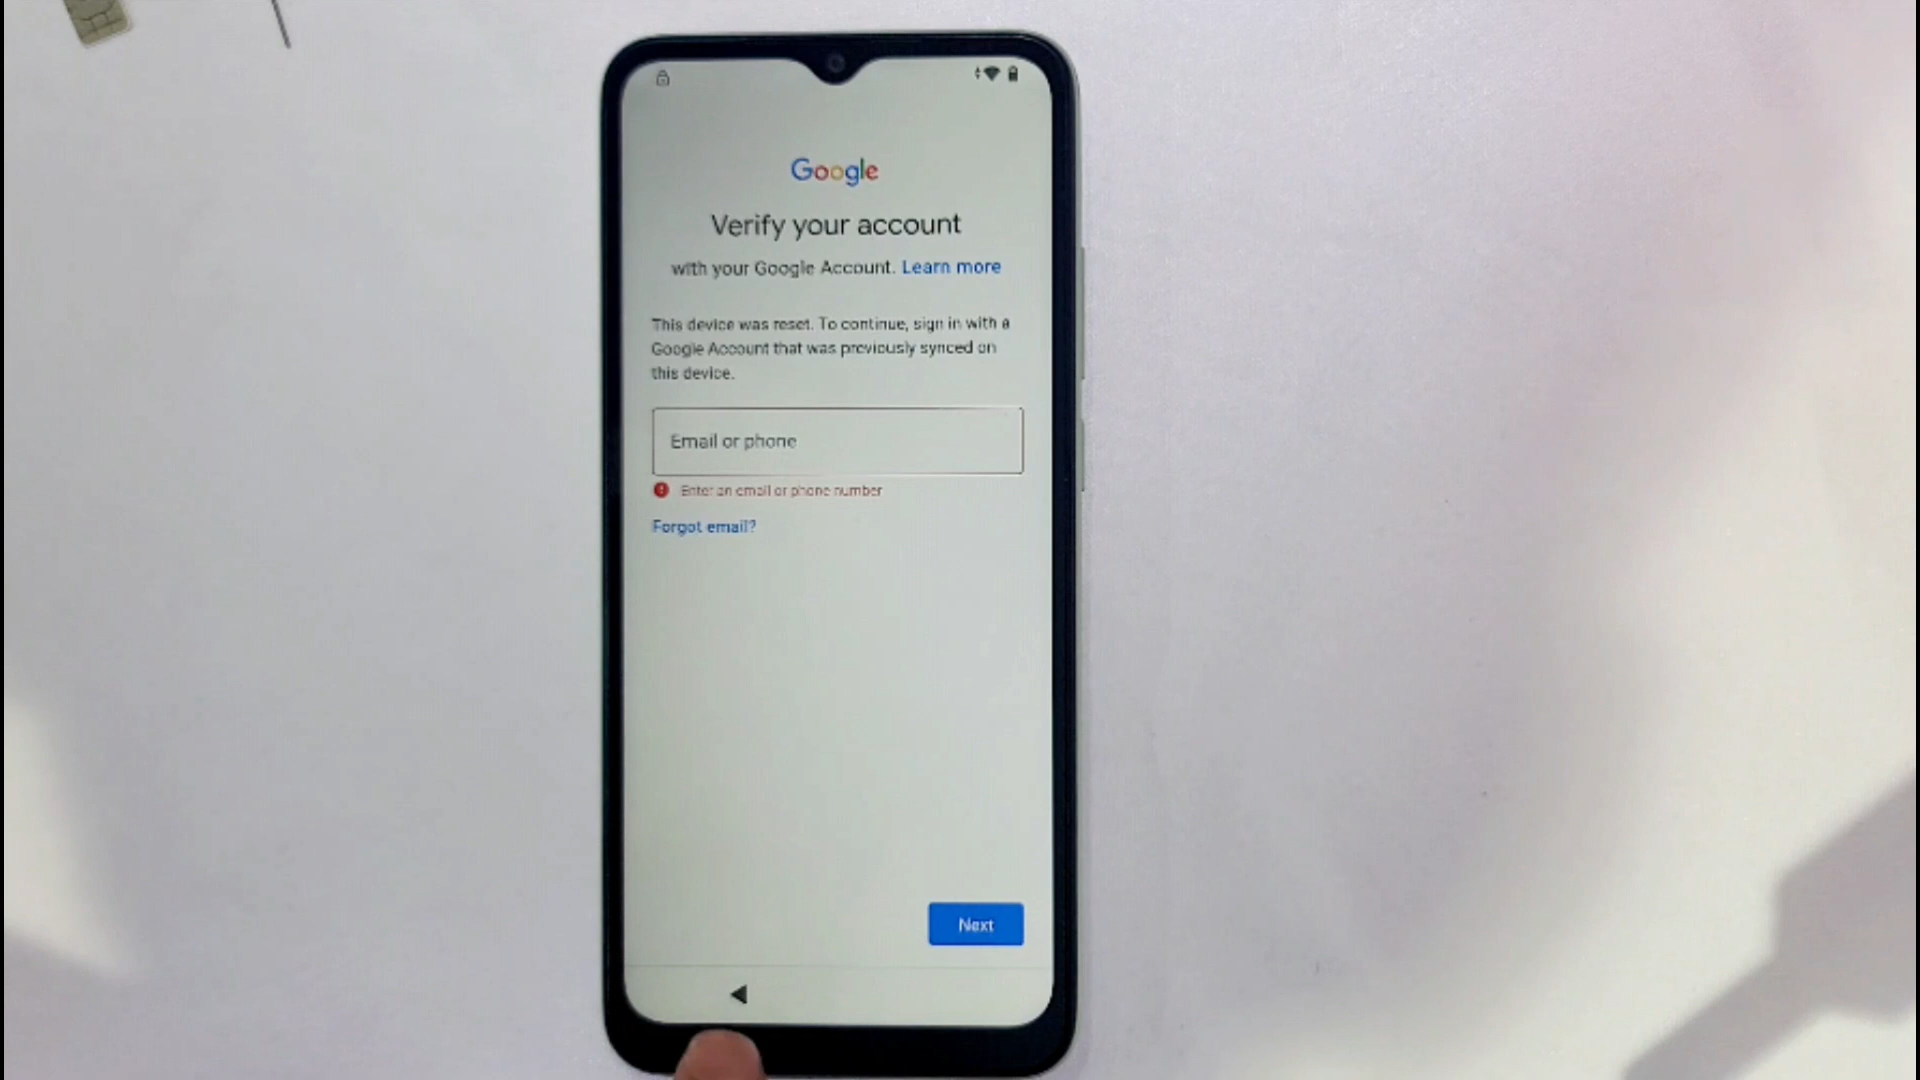 Google
Verify your account
with your Google Account. Learn more
This device was reset. To continue, sign in with a
Google Account that was previously synced on
this device.
Email or phone
Enter an email or phone number
Forgot email?
Next